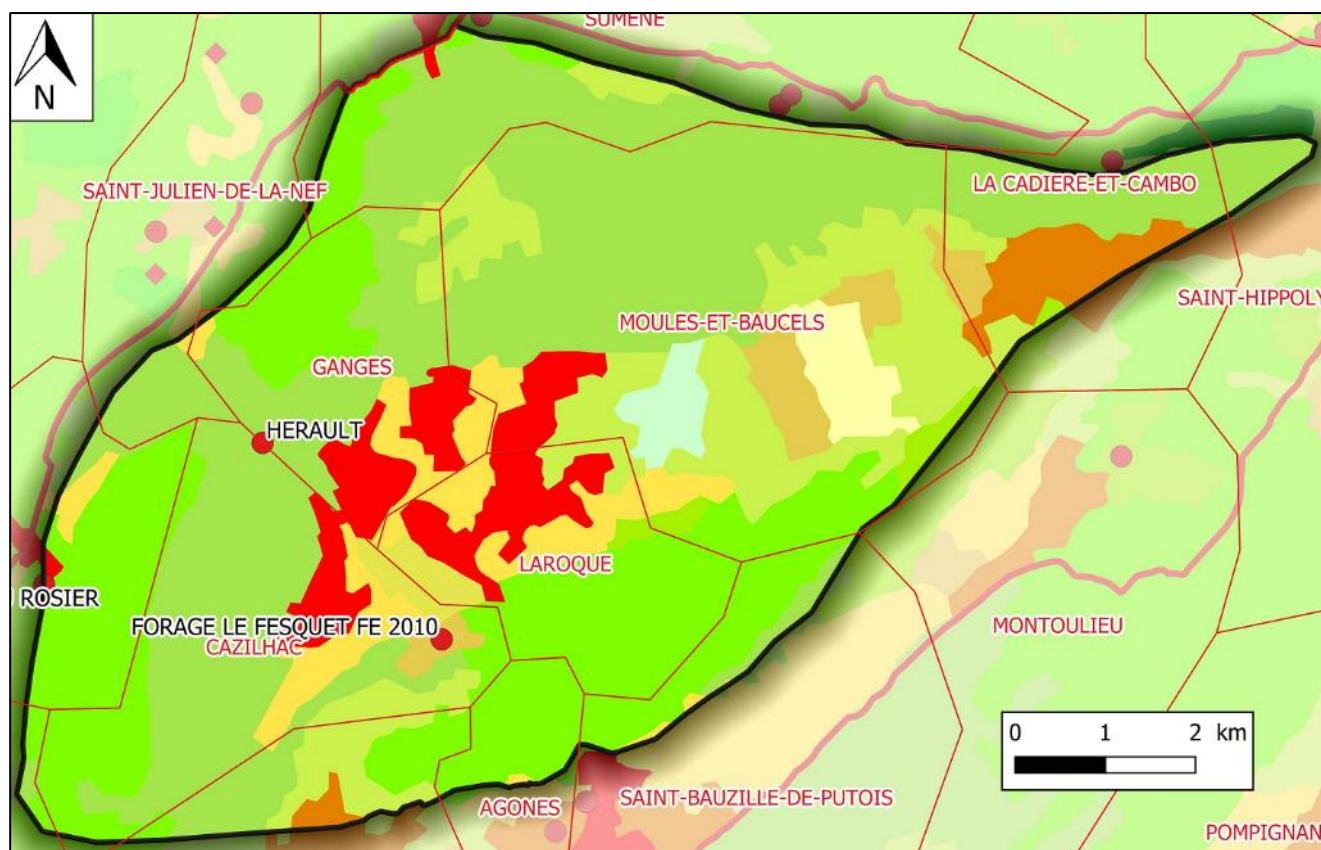 SUMENE
N
SAINT-JULIEN-DE-LA-NEF
LA CADIERE-ET-CAMBO
SAINT-HIPPOLY
MOULES-ET-BAUCELS
GANGES
HERAULT
LAROQUE
ROSIER
FORAGE LE FESQUET FE 2010
CAZILHAC
MONTOULIEU
0 1 2 km
AGONES
SAINT-BAUZILLE-DE-PUTOIS
POMPIGNAN